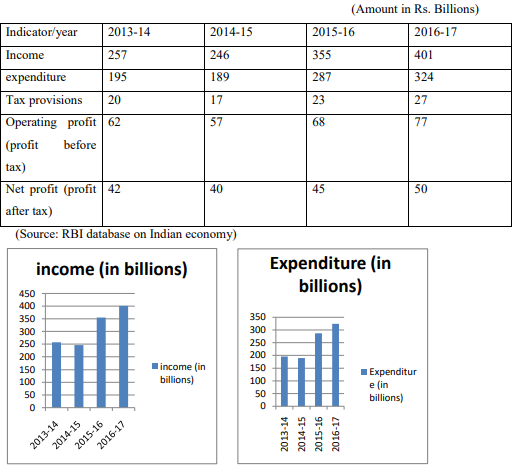 (Amount in Rs. Billions)
Indicator/year 2013-14 2014-15 2015-16 2016-17
Income 257 246 355 401
expenditure 195 189 287 324
Tax provisions 20 17 23 27
Operating profit 62 57 68 77
(profit before
tax)
Net profit (profit 42 40 45 50
after tax)
(Source: RBI database on Indian economy)
income (in billions)
450
400
350
300
250
200
150
100
50
0
2013-14
2014-15
2015-16
2016-17
income (in
billions)
Expenditure (in
billions)
350
300
250
200
150
100
50
0
2013-14
2014-15
2015-16
2016-17
Expenditur
e (in
billions)